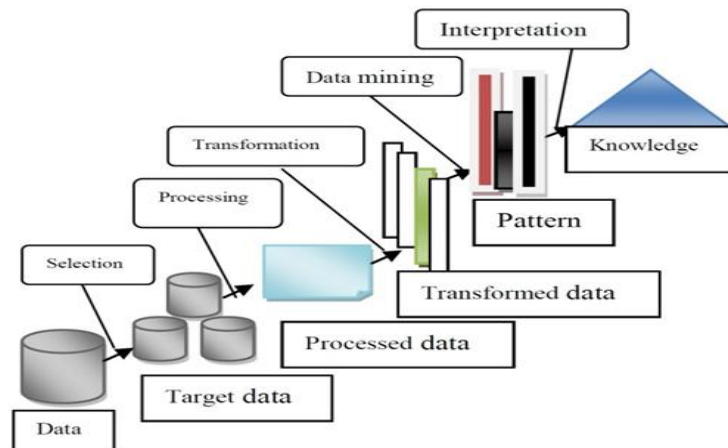 Interpretation
Data mining
Transformation
Knowledge
Processing
Pattern
Selection
Transformed data
Processed data
Target data
Data